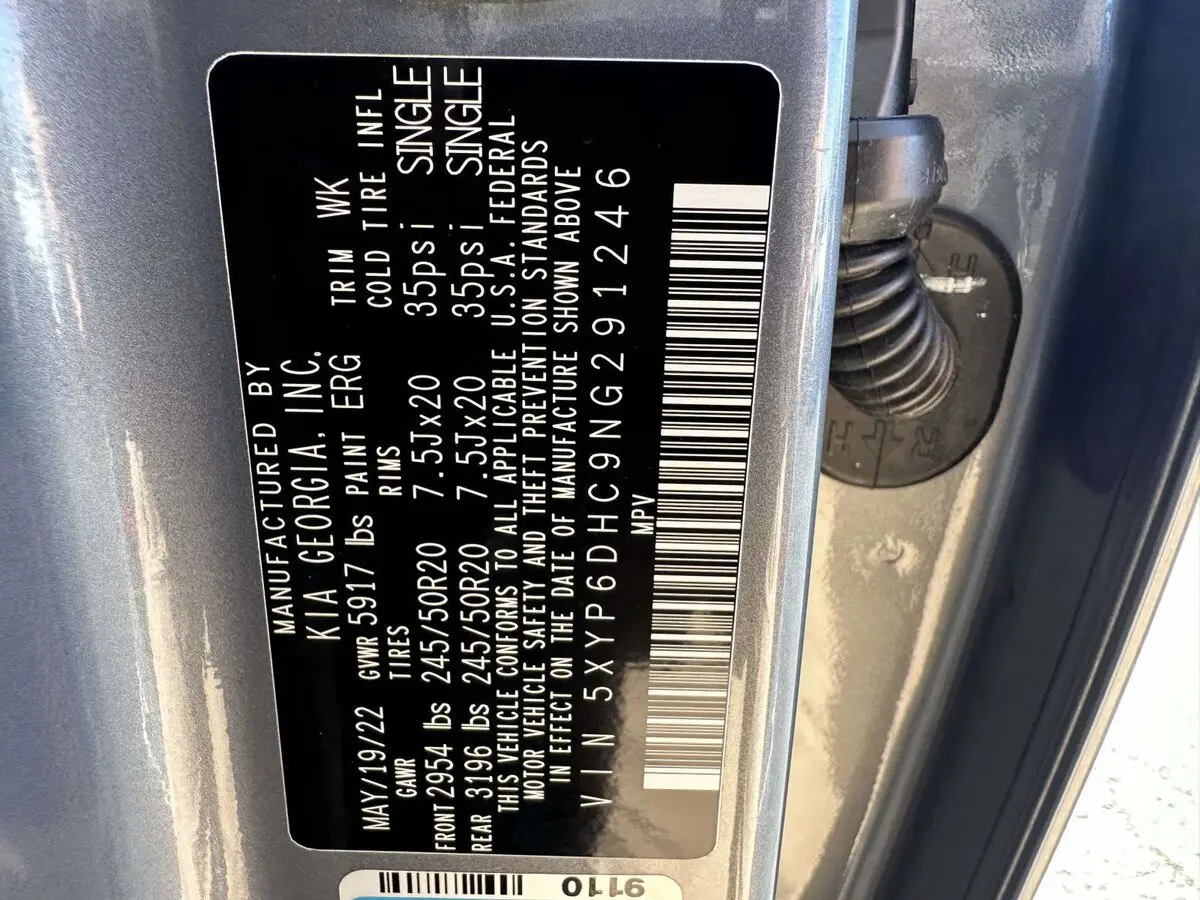 MANUFACTURED BY
KIA GEORGIA. INC.
MAY/19/22 GVWR 5917 lbs PAINT ERG TRIM WK
GAWR TIRES RIMS COLD TIRE INFL
FRONT 2954 lbs 245/50R20 7.5Jx20 35psi SINGLE
REAR 3196 lbs 245/50R20 7.5Jx20 35psi SINGLE
THIS VEHICLE CONFORMS TO ALL APPLICABLE U.S.A. FEDERAL
MOTOR VEHICLE SAFETY AND THEFT PREVENTION STANDARDS
IN EFFECT ON THE DATE OF MANUFACTURE SHOWN ABOVE
VIN 5XYP6DHC9NG291246
MPV
9110